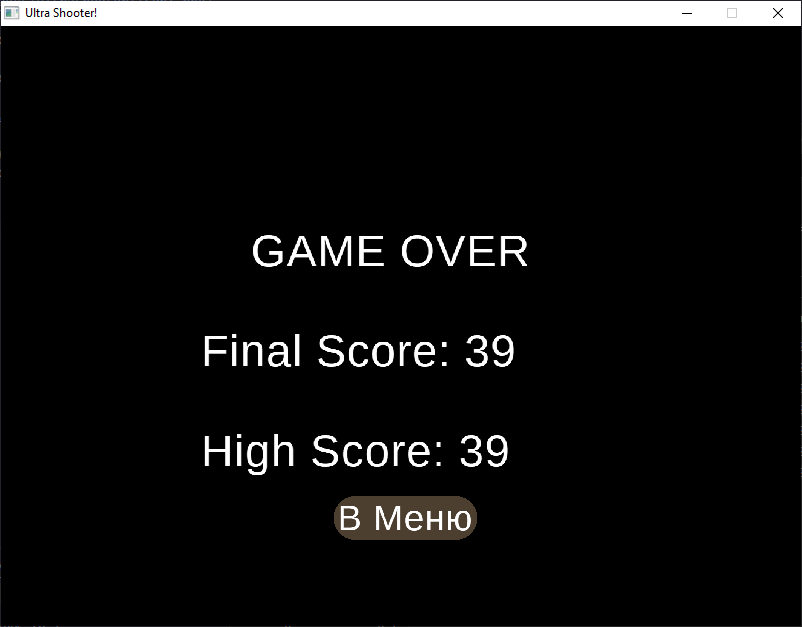 Ultra Shooter!
GAME OVER
Final Score: 39
High Score: 39
В Меню